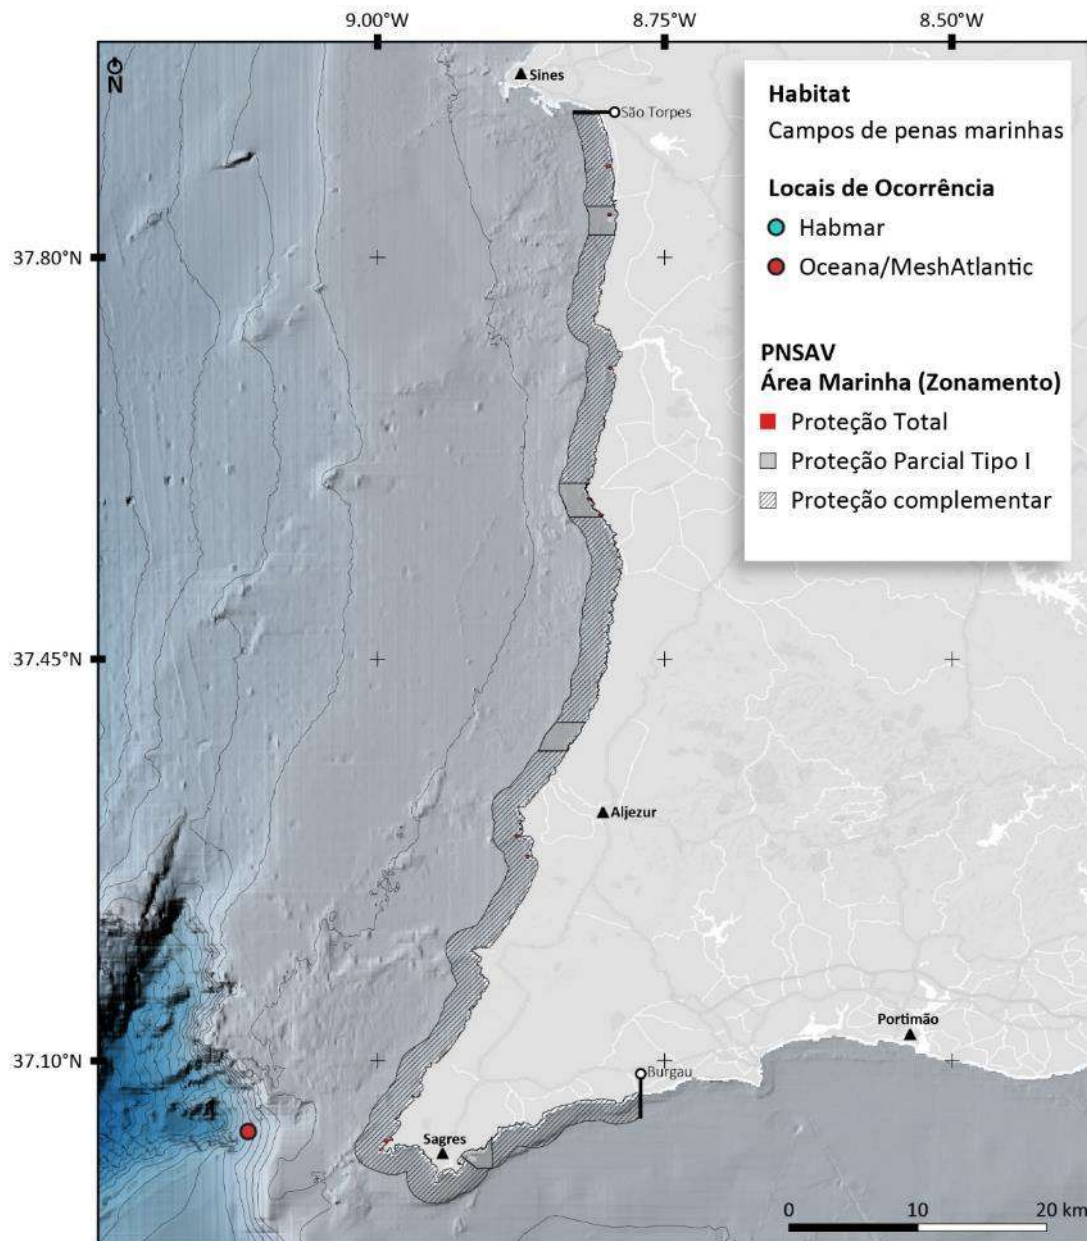 9.00°W
8.75°W
8.50°W
N
Sines
São Torpes
Habitat
Campos de penas marinhas
Locais de Ocorrência
Habmar
Oceana/MeshAtlantic
37.80°N
PNSAV
Área Marinha (Zonamento)
Proteção Total
Proteção Parcial Tipo I
Proteção complementar
37.45°N
Aljezur
Portimão
37.10°N
Burgau
Sagres
0
10
20 km